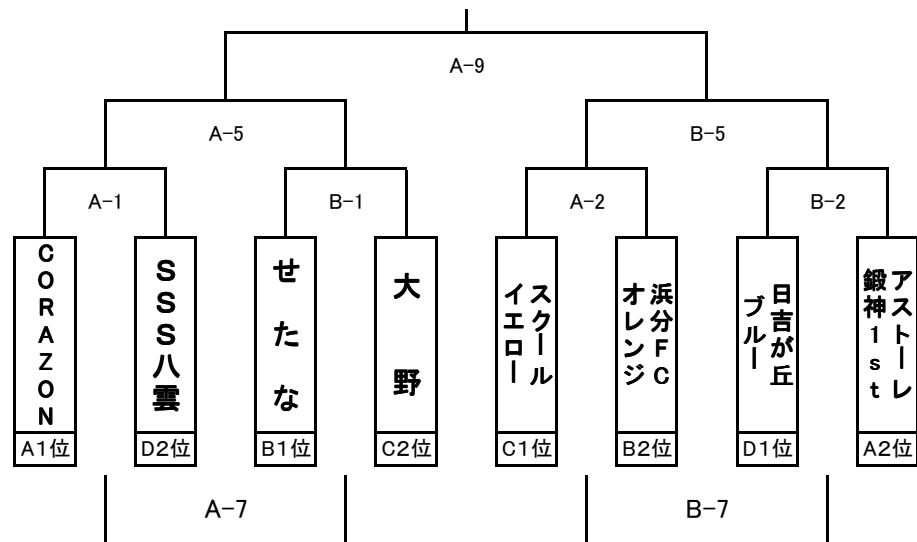 A-9
A-5
B-5
A-1
B-1
A-2
B-2
CORAZON
SSS八雲
せたな
大野
スクール
イエロー
浜分FC
オレンジ
日吉が丘
ブルー
アストーレ
鍛神1st
A1位
D2位
B1位
C2位
C1位
B2位
D1位
A2位
A-7
B-7